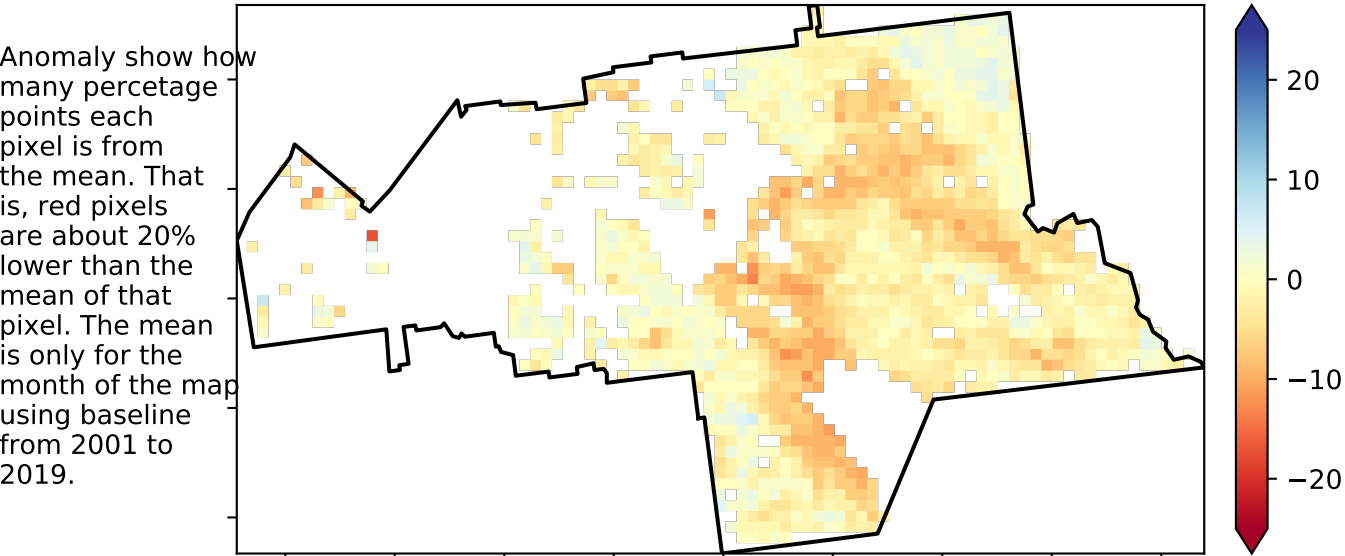 Anomaly show how
many percetage
points each
pixel is from
the mean. That
is, red pixels
are about 20%
lower than the
mean of that
pixel. The mean
is only for the
month of the map
using baseline
from 2001 to
2019.
20
10
0
−10
−20